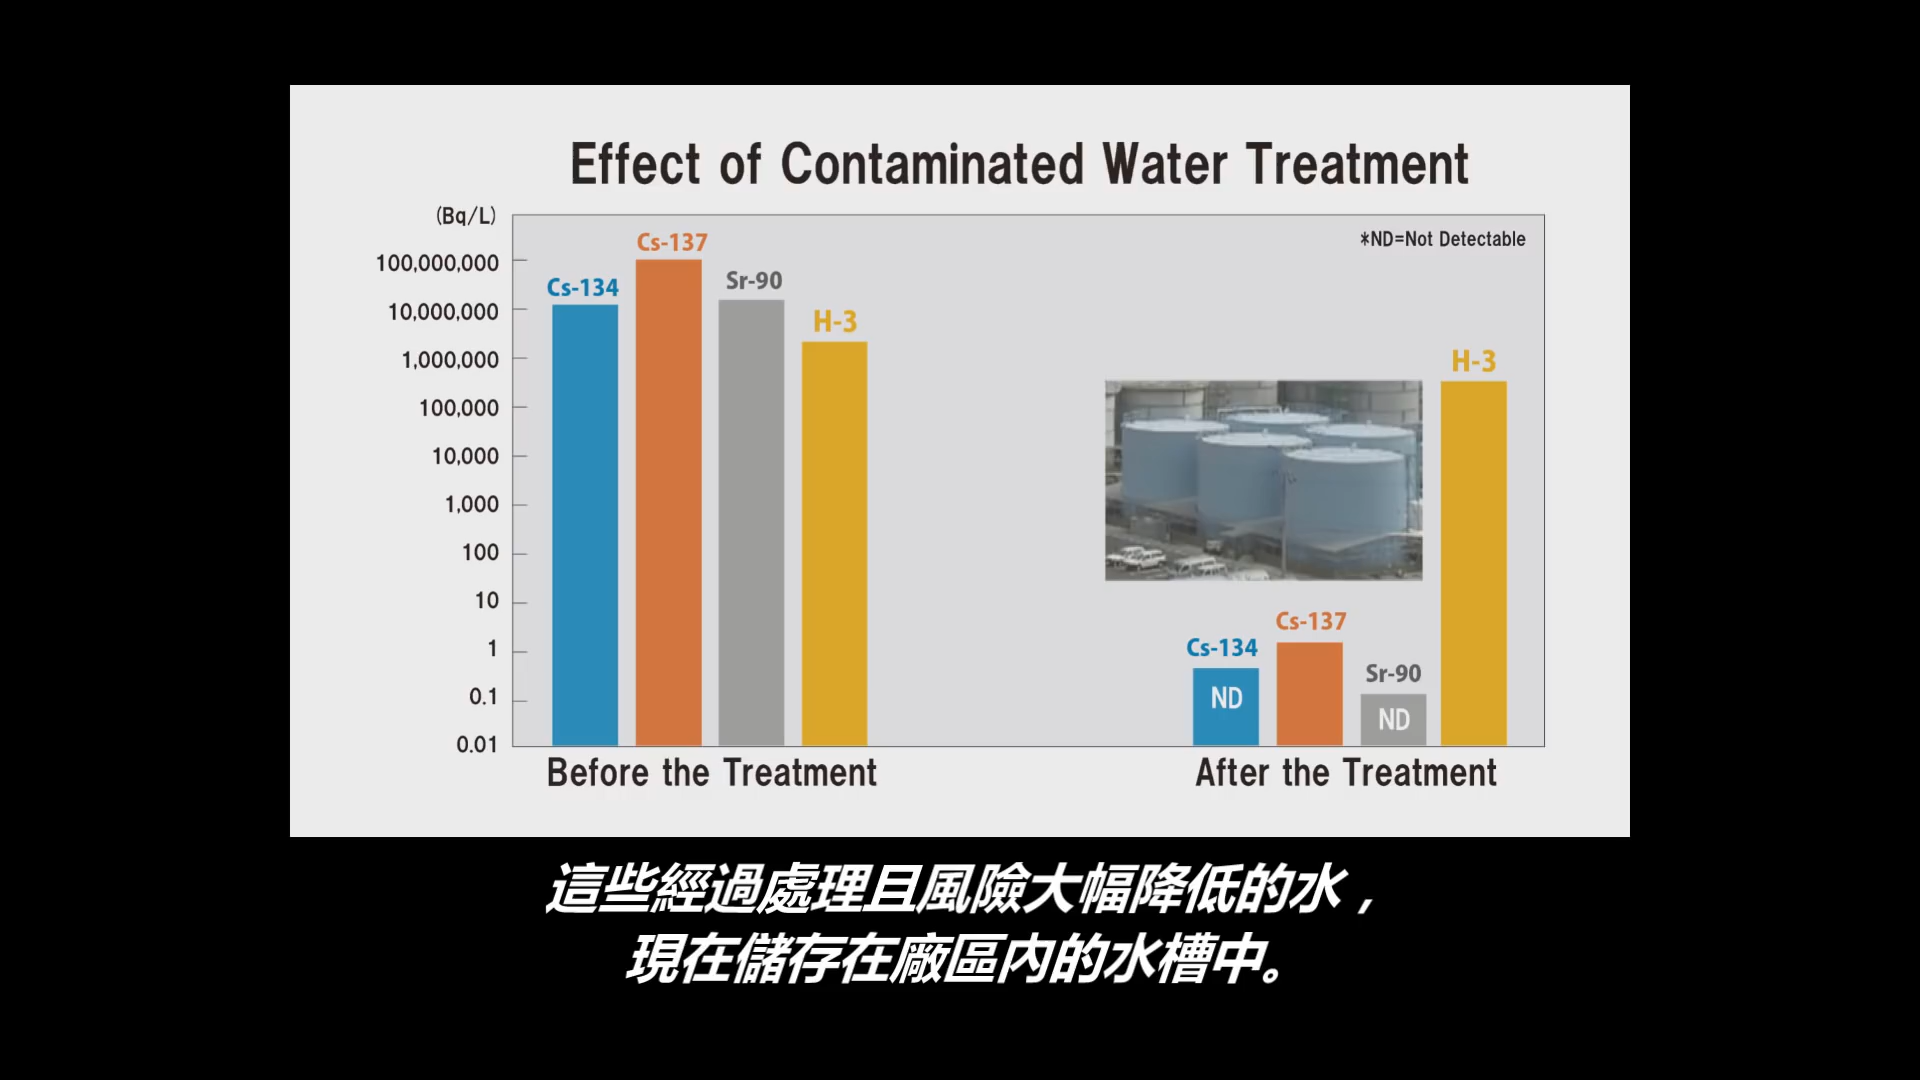 Effect of Contaminated Water Treatment
(Bq/L)
*ND=Not Detectable
100,000,000
10,000,000
1,000,000
100,000
10,000
1,000
100
10
1
0.1
0.01
Cs-134
Cs-137
Sr-90
H-3
Cs-134
ND
Cs-137
Sr-90
ND
H-3
Before the Treatment
After the Treatment
這些經過處理且風險大幅降低的水，
現在儲存在廠區內的水槽中。